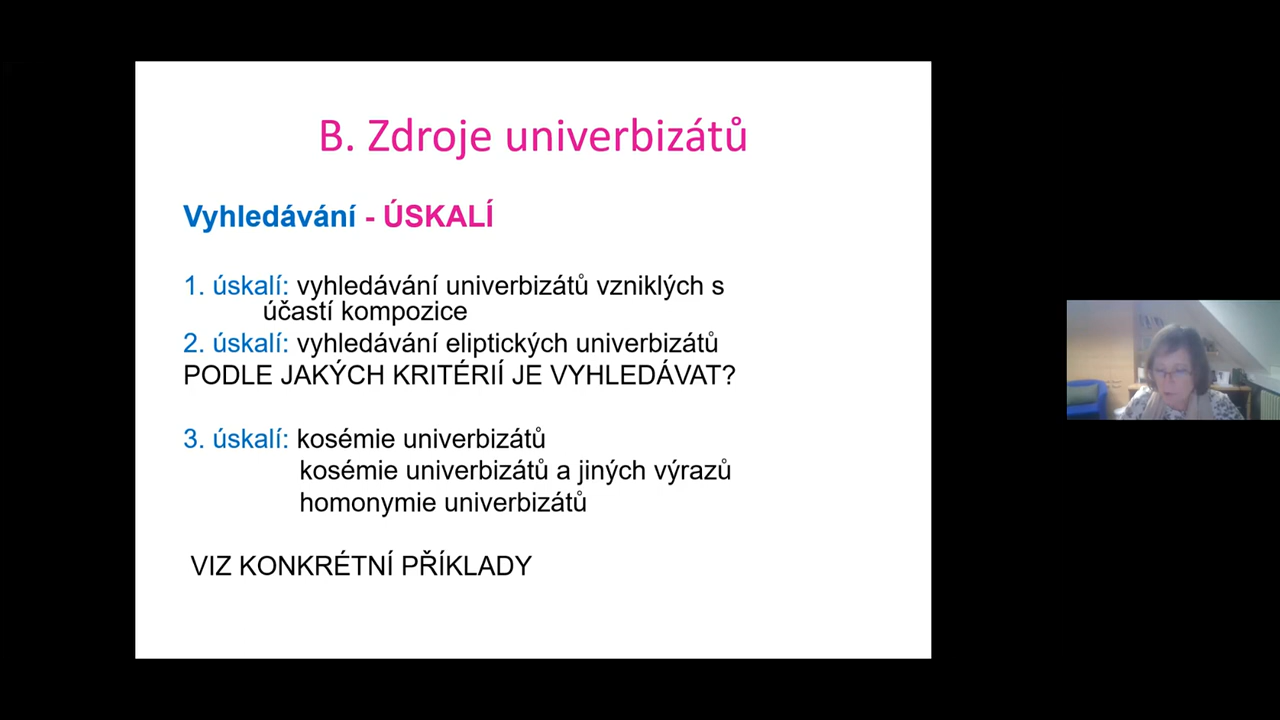 B. Zdroje univerbizátů
Vyhledávání - ÚSKALÍ
1. úskalí: vyhledávání univerbizátů vzniklých s
účastí kompozice
2. úskalí: vyhledávání eliptických univerbizátů
PODLE JAKÝCH KRITÉRIÍ JE VYHLEDÁVAT?
3. úskalí: kosémie univerbizátů
kosémie univerbizátů a jiných výrazů
homonymie univerbizátů
VIZ KONKRÉTNÍ PŘÍKLADY